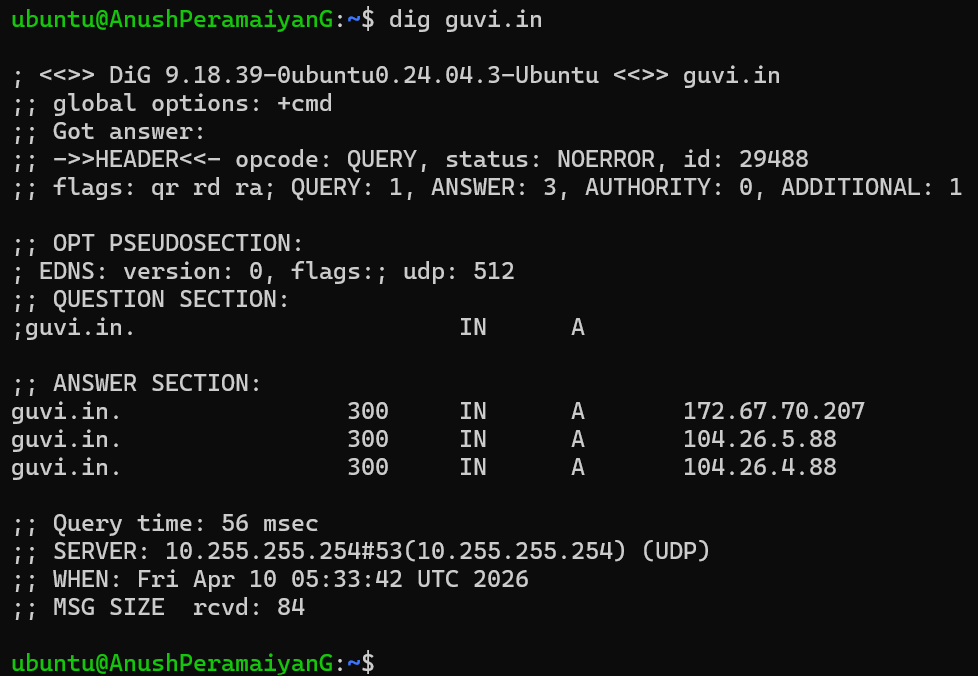 ubuntu@AnushPeramaiyanG:~$ dig guvi.in

; <<>> DiG 9.18.39-0ubuntu0.24.04.3-Ubuntu <<>> guvi.in
;; global options: +cmd
;; Got answer:
;; ->>HEADER<<- opcode: QUERY, status: NOERROR, id: 29488
;; flags: qr rd ra; QUERY: 1, ANSWER: 3, AUTHORITY: 0, ADDITIONAL: 1

;; OPT PSEUDOSECTION:
; EDNS: version: 0, flags:; udp: 512
;; QUESTION SECTION:
;guvi.in.                       IN      A

;; ANSWER SECTION:
guvi.in.                300     IN      A       172.67.70.207
guvi.in.                300     IN      A       104.26.5.88
guvi.in.                300     IN      A       104.26.4.88

;; Query time: 56 msec
;; SERVER: 10.255.255.254#53(10.255.255.254) (UDP)
;; WHEN: Fri Apr 10 05:33:42 UTC 2026
;; MSG SIZE  rcvd: 84

ubuntu@AnushPeramaiyanG:~$